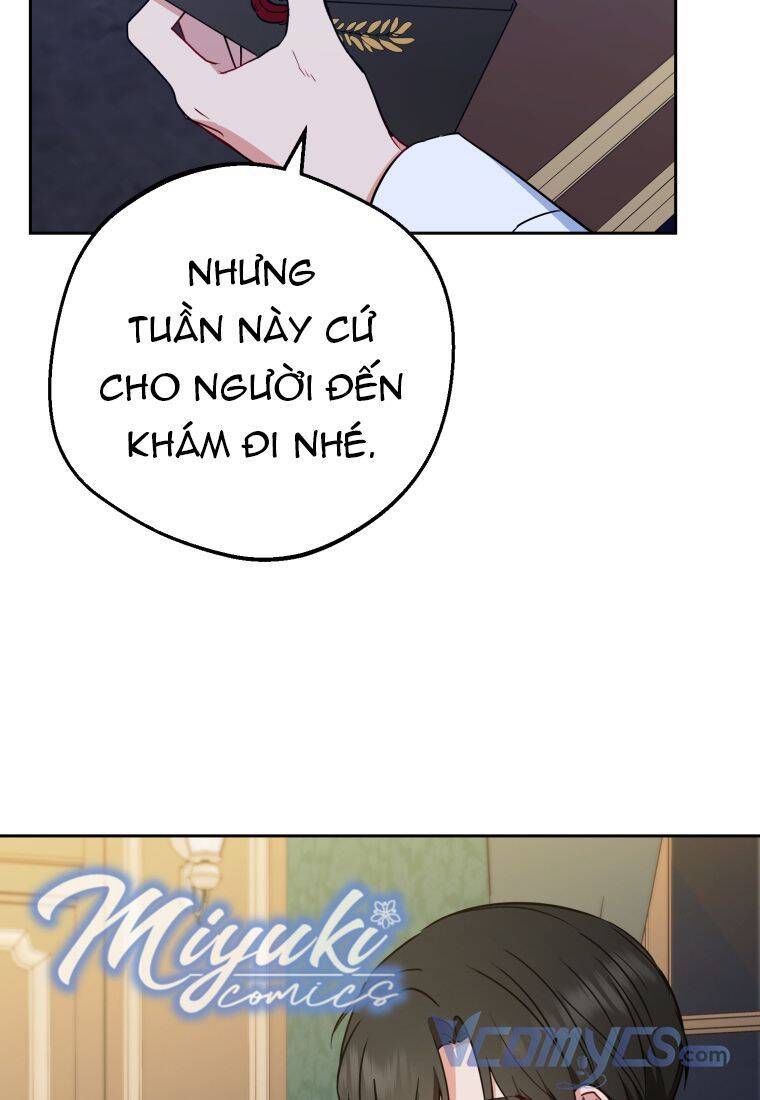 NHƯNG
TUẦN NÀY CỨ
CHO NGƯỜI ĐẾN
KHÁM ĐI NHÉ.
Miyuki
comics
VCOMYCS.com